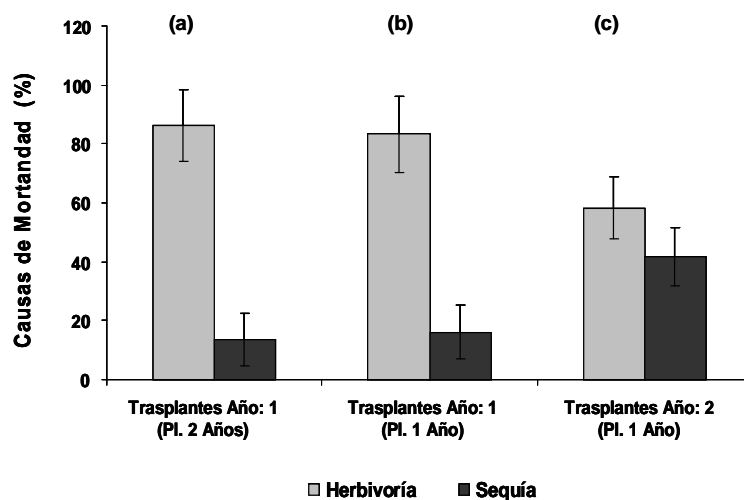 (a) (b) (c)
Causas de Mortandad (%)
120
100
80
60
40
20
0
Trasplantes Año: 1
(Pl. 2 Años)
Trasplantes Año: 1
(Pl. 1 Año)
Trasplantes Año: 2
(Pl. 1 Año)
Herbivoría Sequía